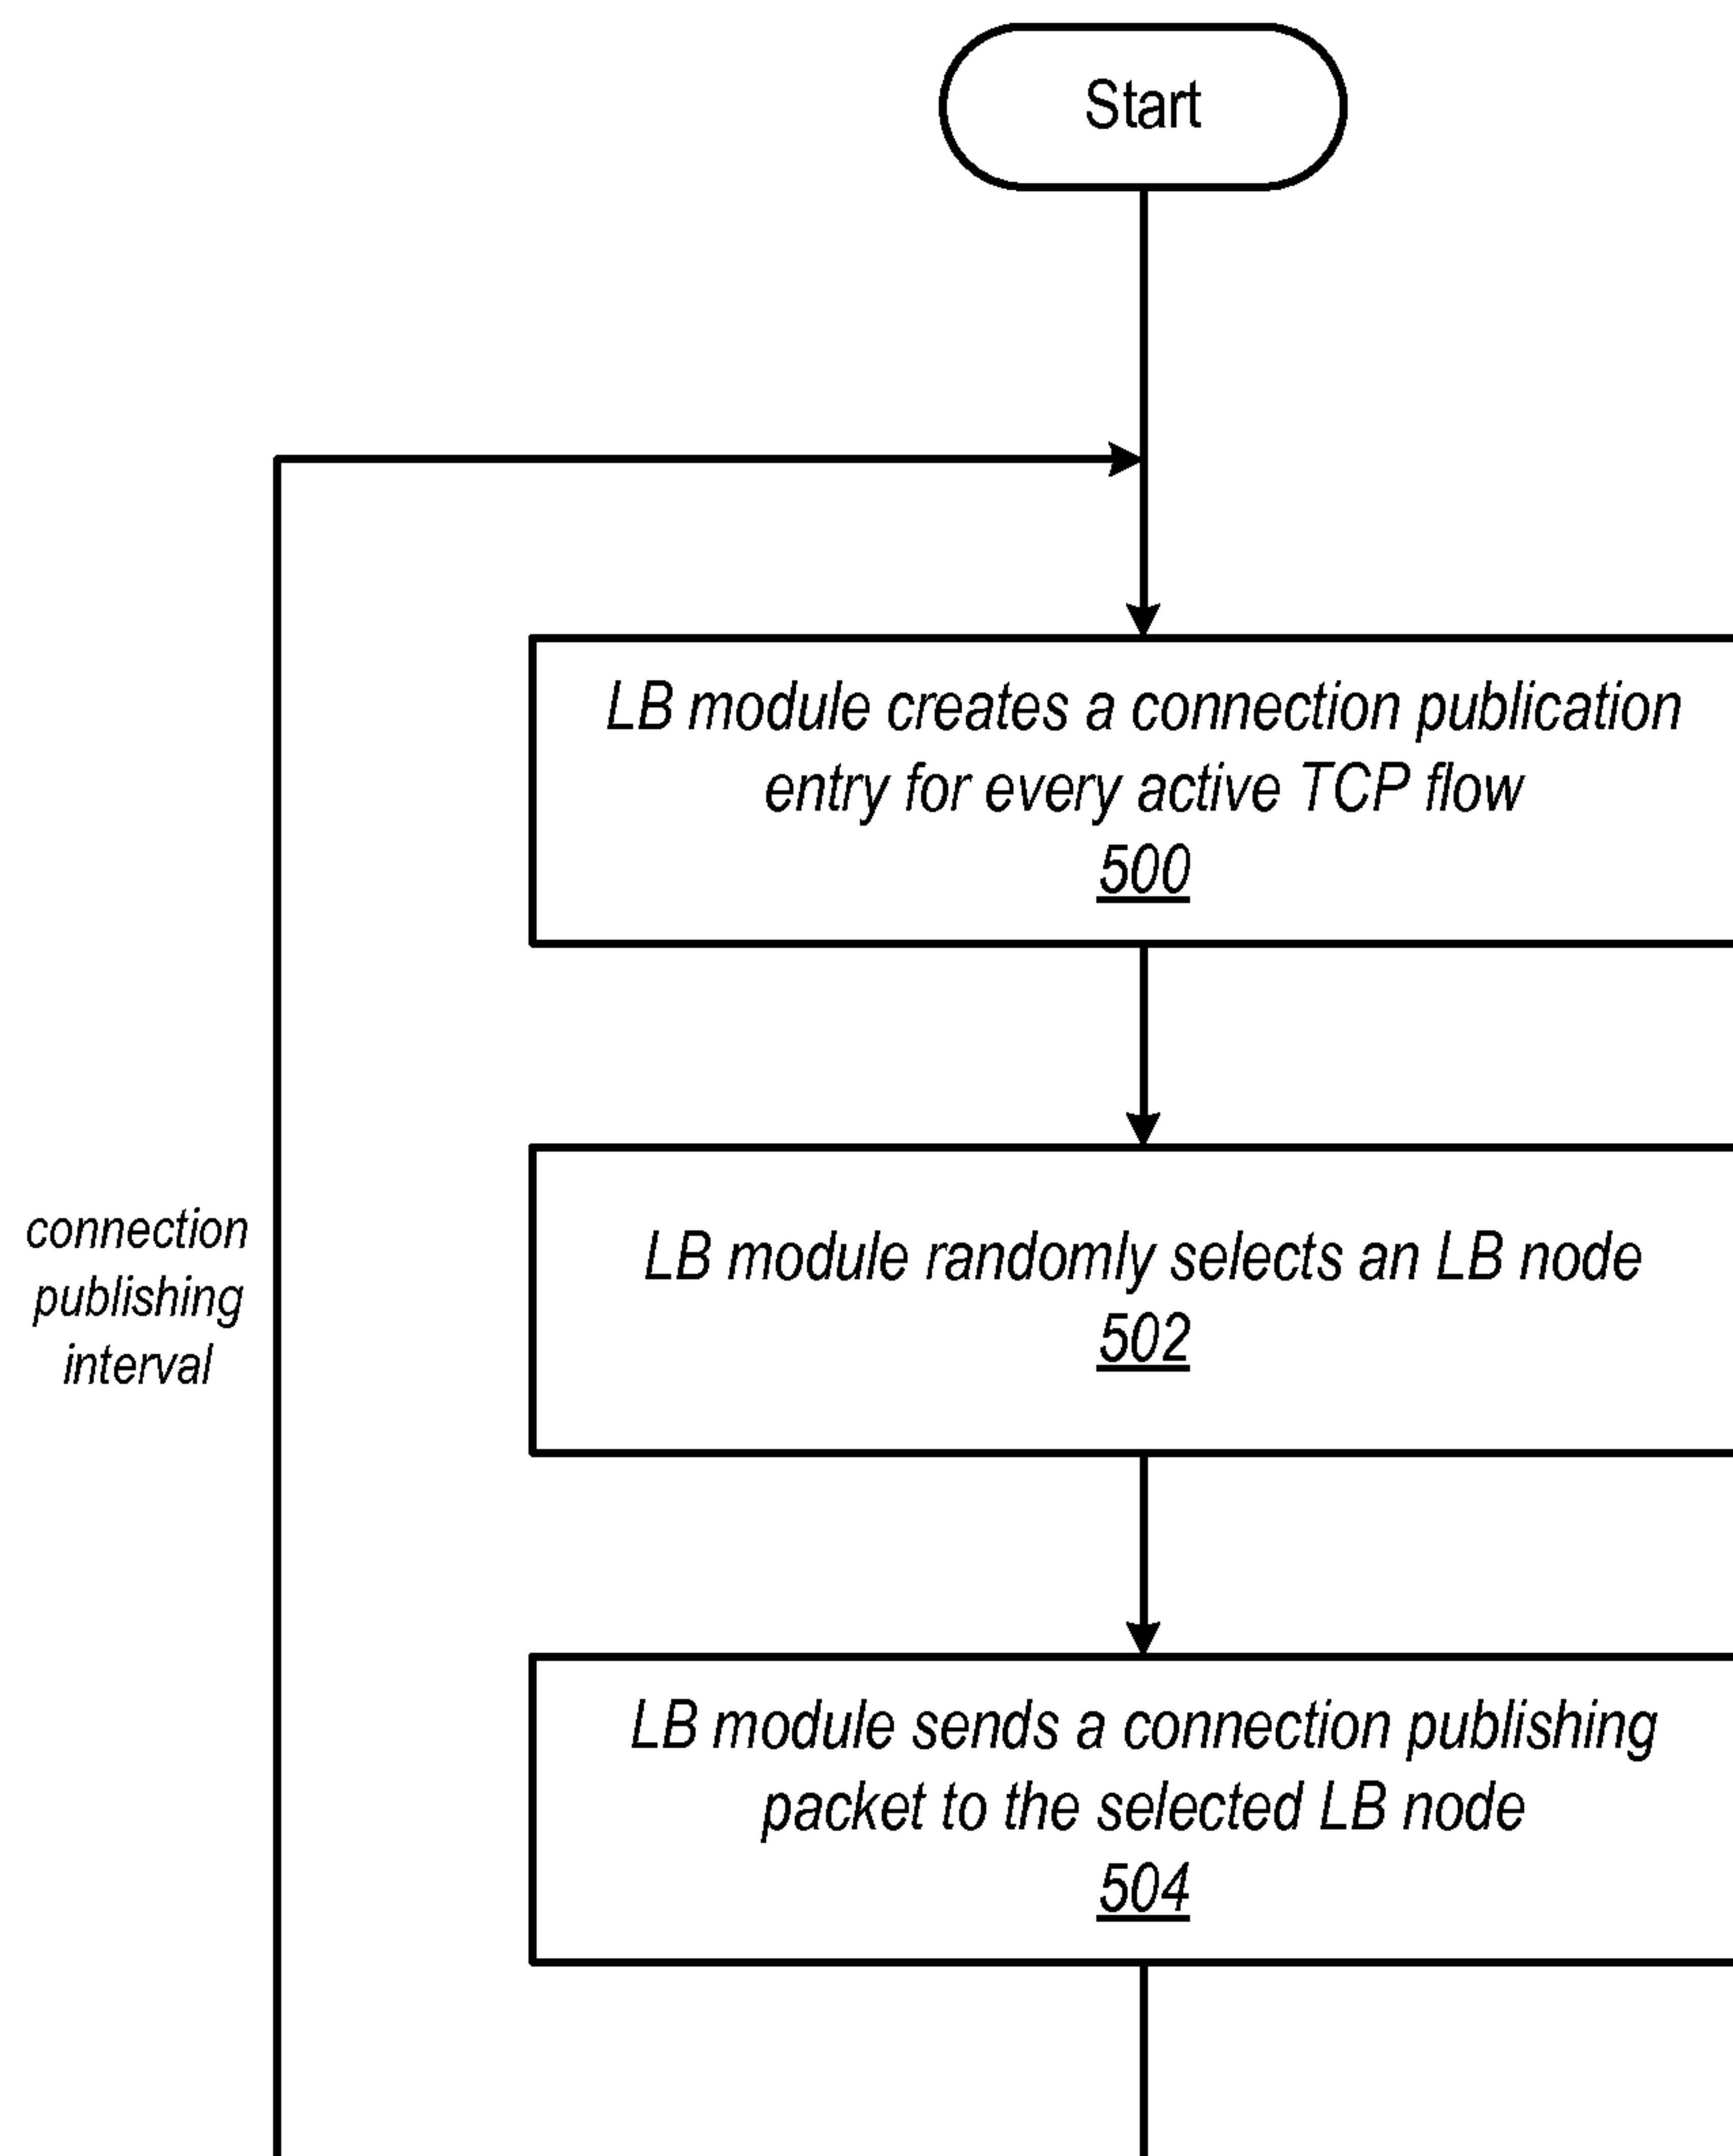 Start
LB module creates a connection publication
entry for every active TCP flow
500
LB module randomly selects an LB node
502
connection
publishing
interval
LB module sends a connection publishing
packet to the selected LB node
504